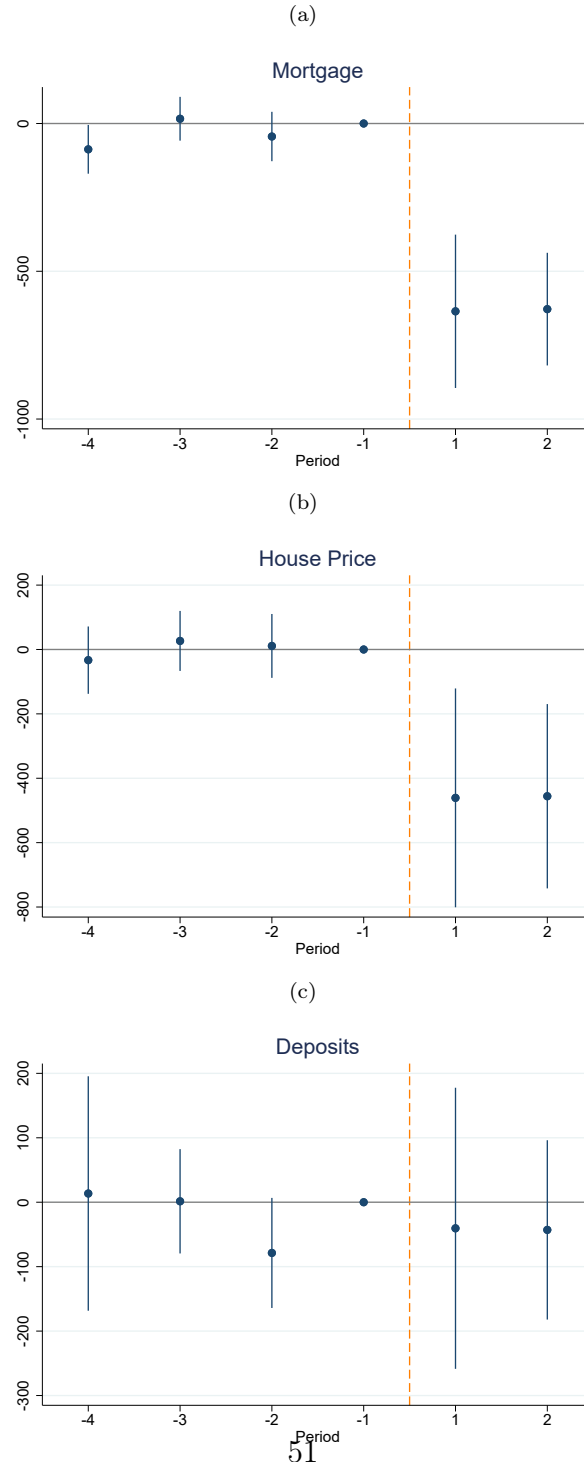 (a)
Mortgage
0
-500
-1000
-4 -3 -2 -1 1 2
Period
(b)
House Price
200
0
-200
-400
-600
-800
-4 -3 -2 -1 1 2
Period
(c)
Deposits
200
100
0
-100
-200
-300
-4 -3 -2 -1 1 2
Period
51